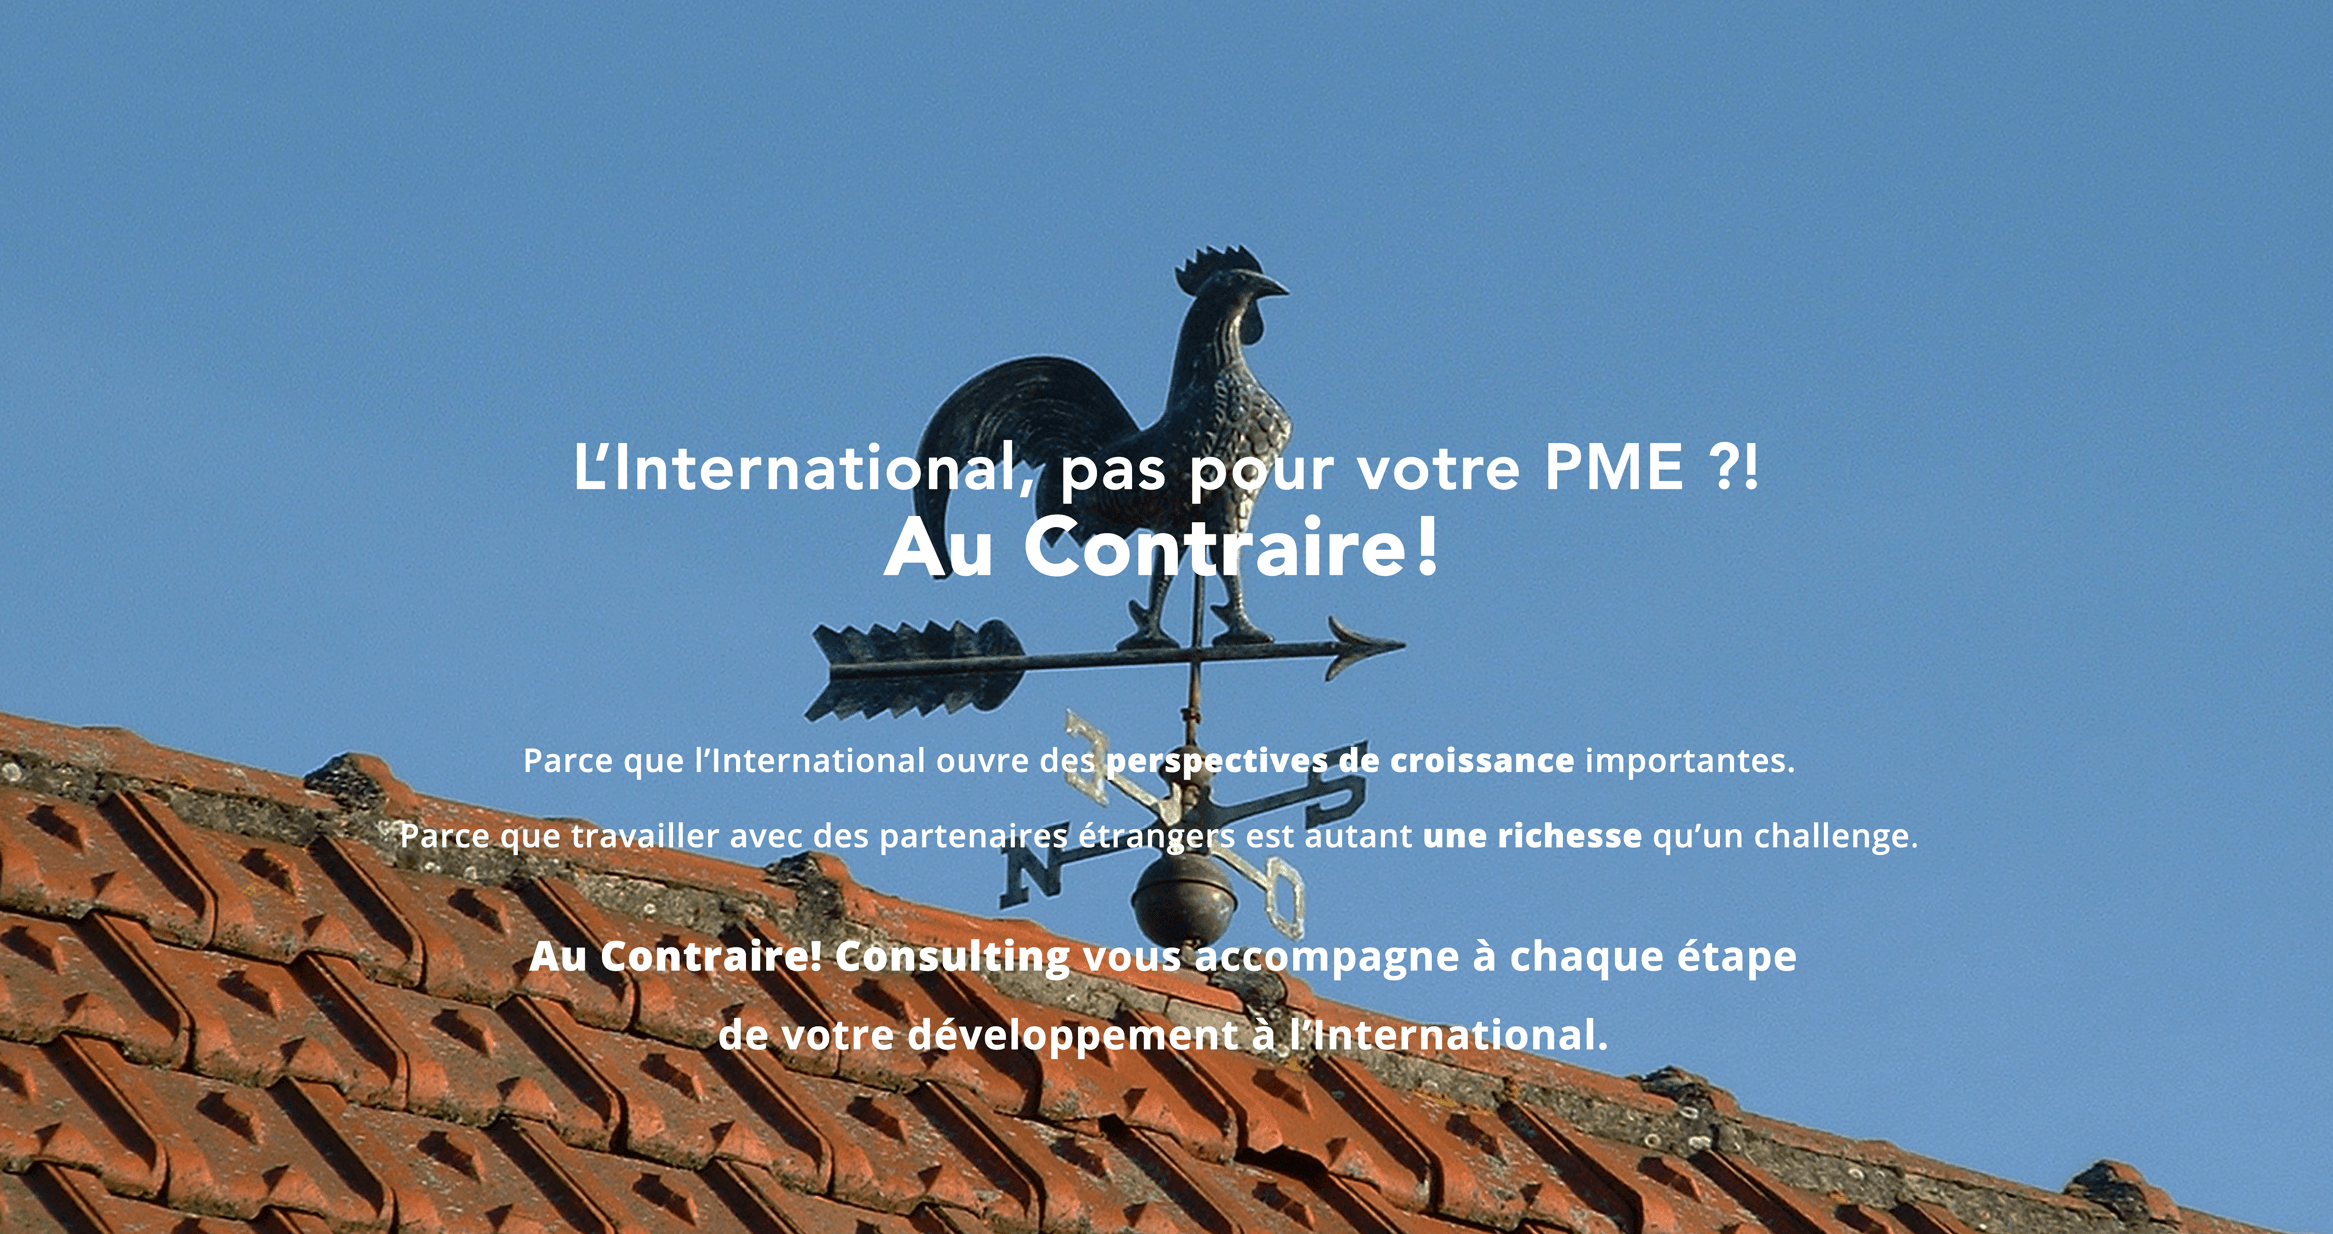 L’International, pas pour votre PME ?!
Au Contraire!
Parce que l’International ouvre des perspectives de croissance importantes.
Parce que travailler avec des partenaires étrangers est autant une richesse qu’un challenge.
E
S
N
O
Au Contraire! Consulting vous accompagne à chaque étape
de votre développement à l’International.